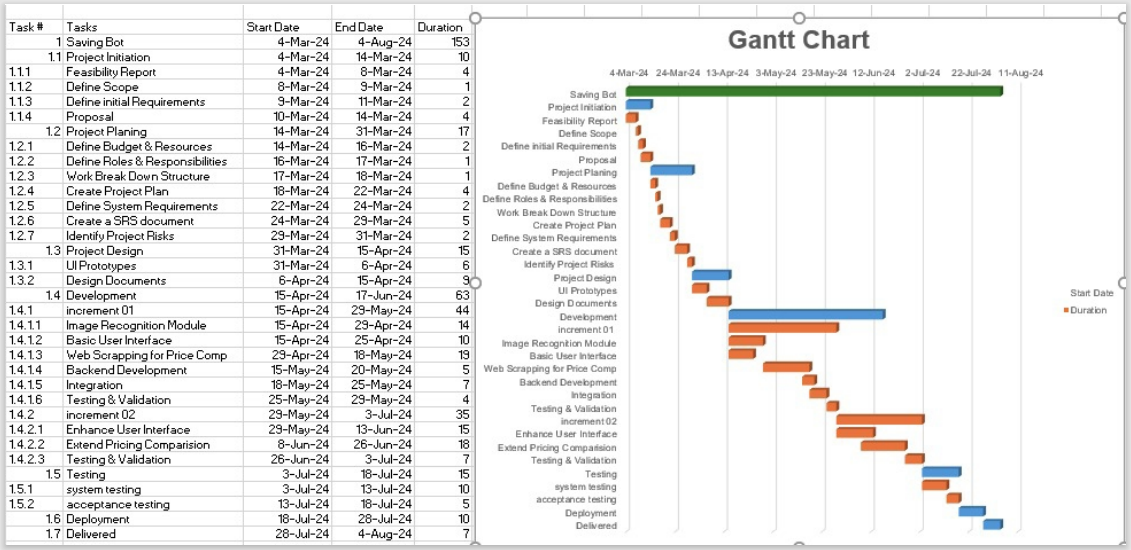 Task # Tasks Start Date End Date Duration
1 Saving Bot 4-Mar-24 4-Aug-24 153
1.1 Project Initiation 4-Mar-24 14-Mar-24 10
1.1.1 Feasibility Report 4-Mar-24 8-Mar-24 4
1.1.2 Define Scope 8-Mar-24 9-Mar-24 1
1.1.3 Define initial Requirements 9-Mar-24 11-Mar-24 2
1.1.4 Proposal 10-Mar-24 14-Mar-24 4
1.2 Project Planing 14-Mar-24 31-Mar-24 17
1.2.1 Define Budget & Resources 14-Mar-24 16-Mar-24 2
1.2.2 Define Roles & Responsibilities 16-Mar-24 17-Mar-24 1
1.2.3 Work Break Down Structure 17-Mar-24 18-Mar-24 1
1.2.4 Create Project Plan 18-Mar-24 22-Mar-24 4
1.2.5 Define System Requirements 22-Mar-24 24-Mar-24 2
1.2.6 Create a SRS document 24-Mar-24 29-Mar-24 5
1.2.7 Identify Project Risks 29-Mar-24 31-Mar-24 2
1.3 Project Design 31-Mar-24 15-Apr-24 15
1.3.1 UI Prototypes 31-Mar-24 6-Apr-24 6
1.3.2 Design Documents 6-Apr-24 15-Apr-24 9
1.4 Development 15-Apr-24 17-Jun-24 63
1.4.1 increment 01 15-Apr-24 29-May-24 44
1.4.1.1 Image Recognition Module 15-Apr-24 29-Apr-24 14
1.4.1.2 Basic User Interface 15-Apr-24 25-Apr-24 10
1.4.1.3 Web Scrapping for Price Comp 29-Apr-24 18-May-24 19
1.4.1.4 Backend Development 15-May-24 20-May-24 5
1.4.1.5 Integration 18-May-24 25-May-24 7
1.4.1.6 Testing & Validation 25-May-24 29-May-24 4
1.4.2 increment 02 29-May-24 3-Jul-24 35
1.4.2.1 Enhance User Interface 29-May-24 13-Jun-24 15
1.4.2.2 Extend Pricing Comparision 8-Jun-24 26-Jun-24 18
1.4.2.3 Testing & Validation 26-Jun-24 3-Jul-24 7
1.5 Testing 3-Jul-24 18-Jul-24 15
1.5.1 system testing 3-Jul-24 13-Jul-24 10
1.5.2 acceptance testing 13-Jul-24 18-Jul-24 5
1.6 Deployment 18-Jul-24 28-Jul-24 10
1.7 Delivered 28-Jul-24 4-Aug-24 7
Gantt Chart
4-Mar-24 24-Mar-24 13-Apr-24 3-May-24 23-May-24 12-Jun-24 2-Jul-24 22-Jul-24 11-Aug-24
Saving Bot
Project Initiation
Feasibility Report
Define Scope
Define initial Requirements
Proposal
Project Planing
Define Budget & Resources
Define Roles & Responsibilities
Work Break Down Structure
Create Project Plan
Define System Requirements
Create a SRS document
Identify Project Risks
Project Design
UI Prototypes
Design Documents
Development
increment 01
Image Recognition Module
Basic User Interface
Web Scrapping for Price Comp
Backend Development
Integration
Testing & Validation
increment 02
Enhance User Interface
Extend Pricing Comparision
Testing & Validation
Testing
system testing
acceptance testing
Deployment
Delivered
Start Date
Duration